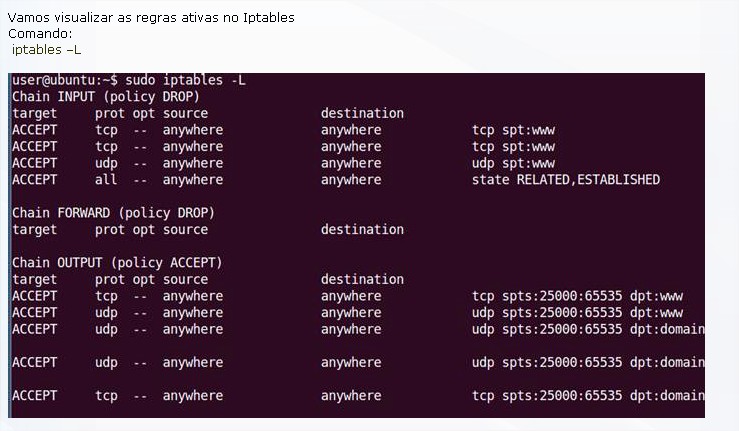 Vamos visualizar as regras ativas no Iptables
Comando:
iptables –L
user@ubuntu:~$ sudo iptables -L
Chain INPUT (policy DROP)
target     prot opt source               destination
ACCEPT     tcp  --  anywhere             anywhere            tcp spt:www
ACCEPT     tcp  --  anywhere             anywhere            tcp spt:www
ACCEPT     udp  --  anywhere             anywhere            udp spt:www
ACCEPT     all  --  anywhere             anywhere            state RELATED,ESTABLISHED
Chain FORWARD (policy DROP)
target     prot opt source               destination
Chain OUTPUT (policy ACCEPT)
target     prot opt source               destination
ACCEPT     tcp  --  anywhere             anywhere            tcp spts:25000:65535 dpt:www
ACCEPT     udp  --  anywhere             anywhere            udp spts:25000:65535 dpt:www
ACCEPT     udp  --  anywhere             anywhere            udp spts:25000:65535 dpt:domain
ACCEPT     udp  --  anywhere             anywhere            udp spts:25000:65535 dpt:domain
ACCEPT     tcp  --  anywhere             anywhere            tcp spts:25000:65535 dpt:domain